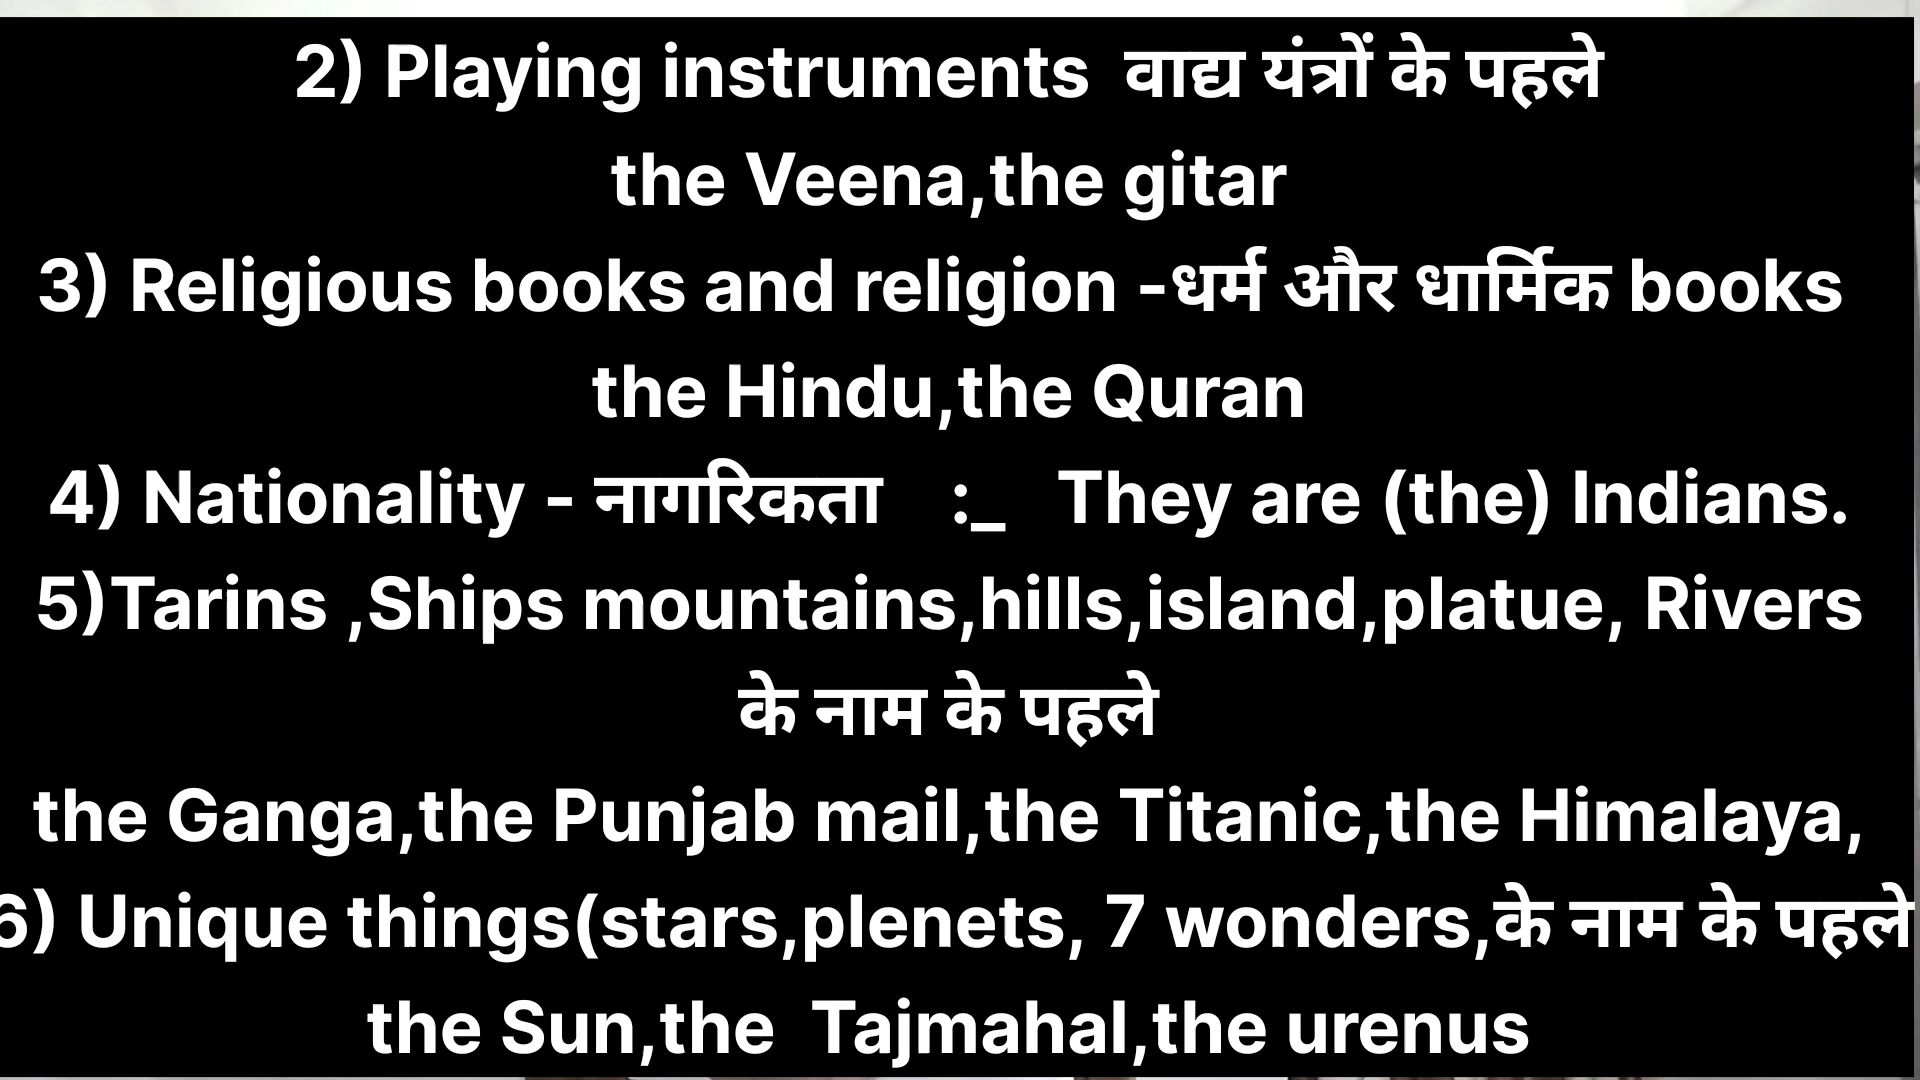 2) Playing instruments वाद्य यंत्रों के पहले
the Veena,the gitar
3) Religious books and religion -धर्म और धार्मिक books
the Hindu,the Quran
4) Nationality - नागरिकता :_ They are (the) Indians.
5)Tarins ,Ships mountains,hills,island,platue, Rivers
के नाम के पहले
the Ganga,the Punjab mail,the Titanic,the Himalaya,
6) Unique things(stars,plenets, 7 wonders,के नाम के पहले
the Sun,the Tajmahal,the urenus